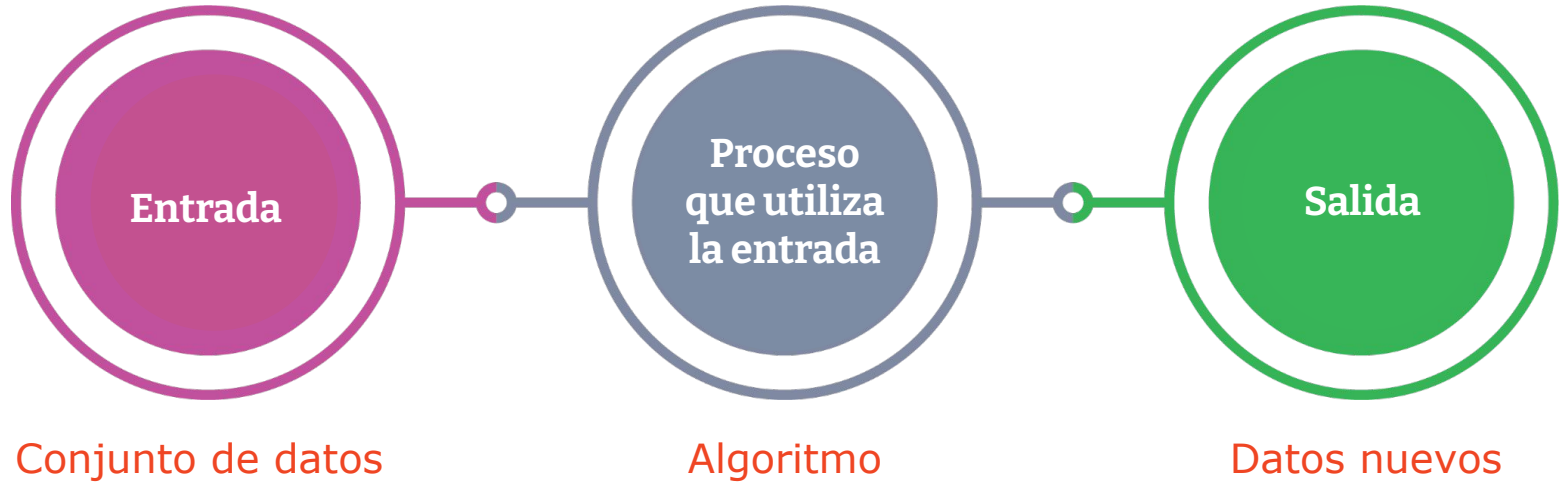 Entrada
Proceso
que utiliza
la entrada
Salida
Conjunto de datos
Algoritmo
Datos nuevos